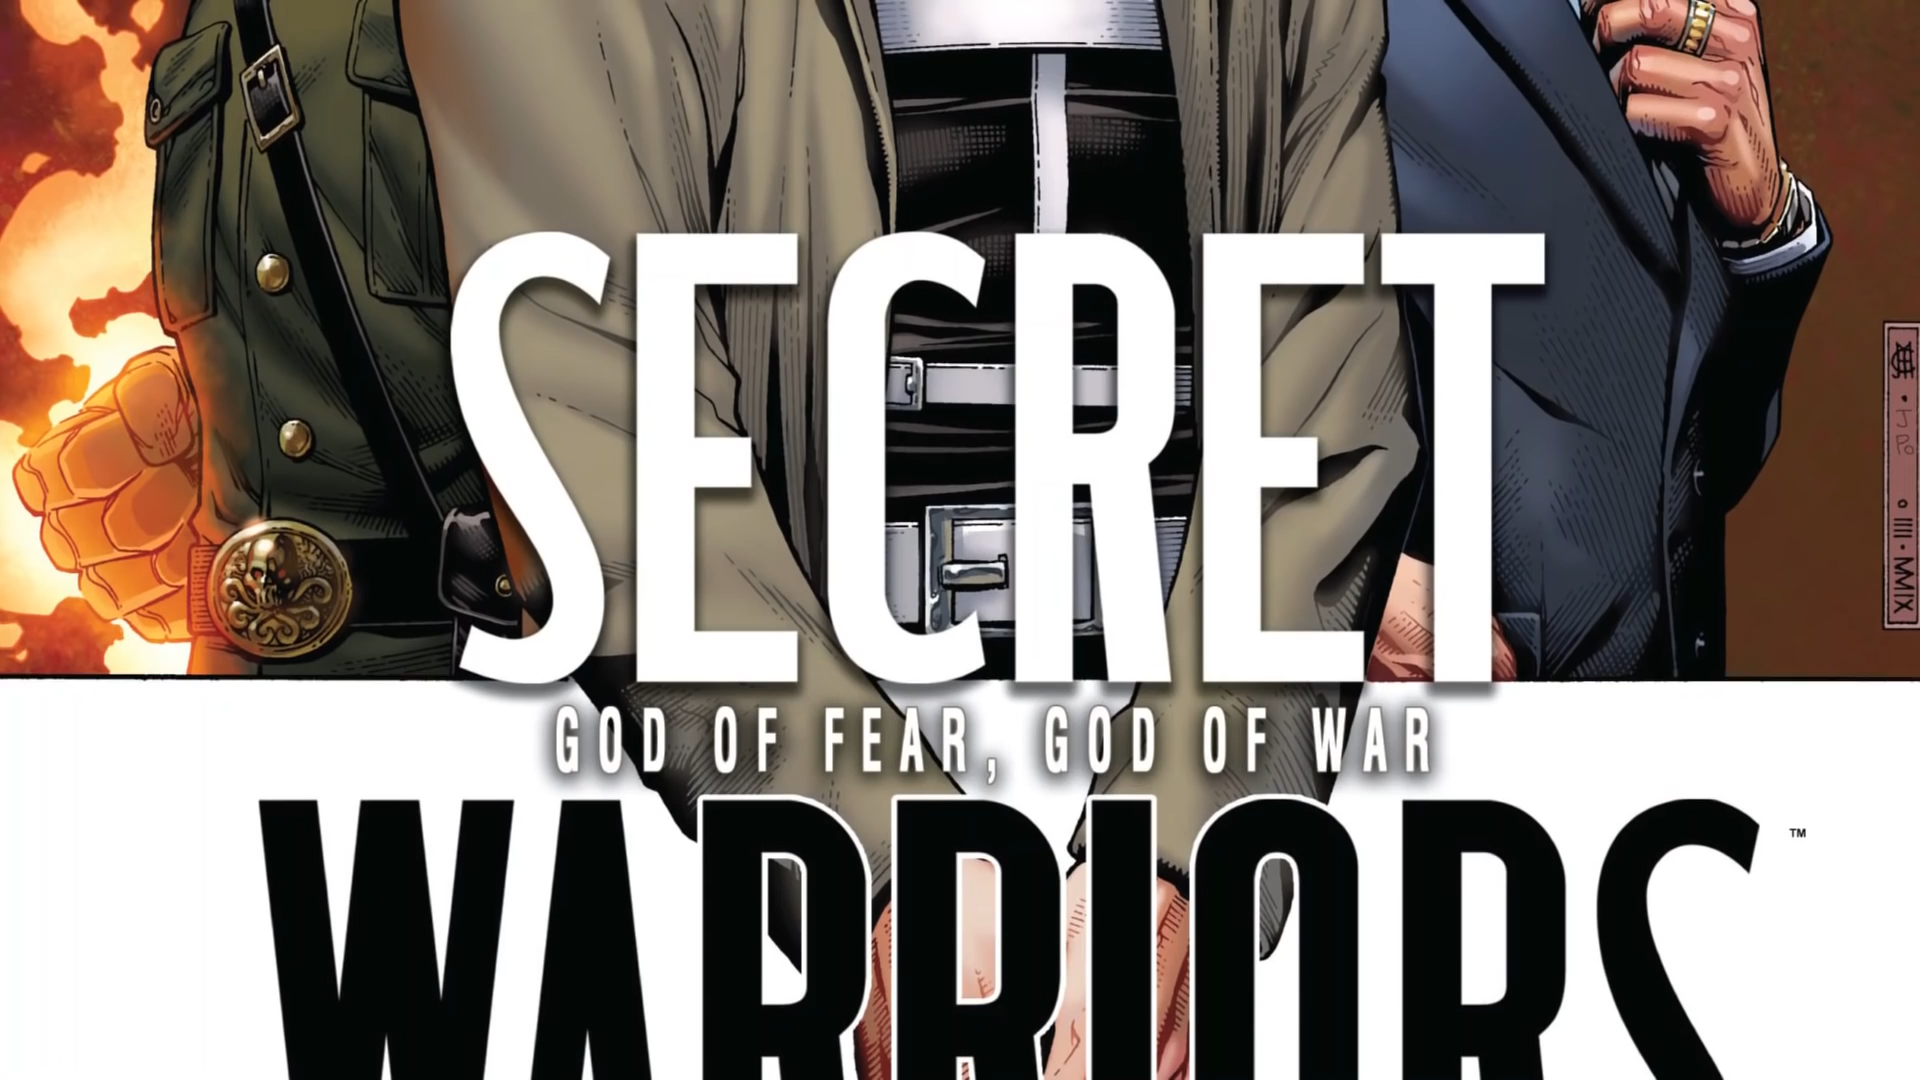 SECRET
GOD OF FEAR, GOD OF WAR
WARRIORS
TM